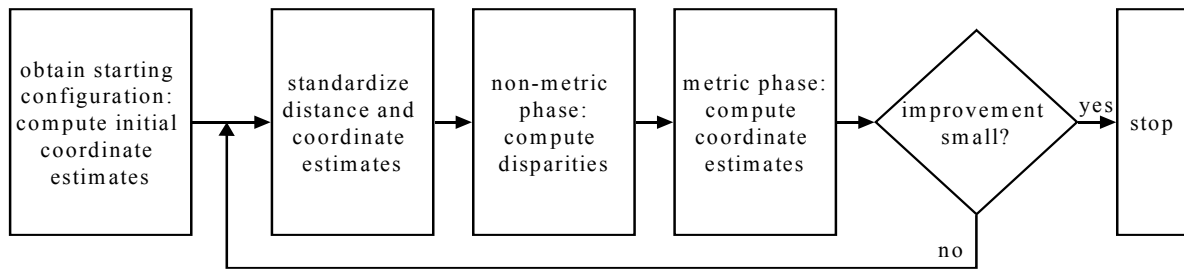 obtain starting
configuration:
compute initial
coordinate
estimates
standardize
distance and
coordinate
estimates
non-metric
phase:
compute
disparities
metric phase:
compute
coordinate
estimates
improvement
small?
yes
stop
no